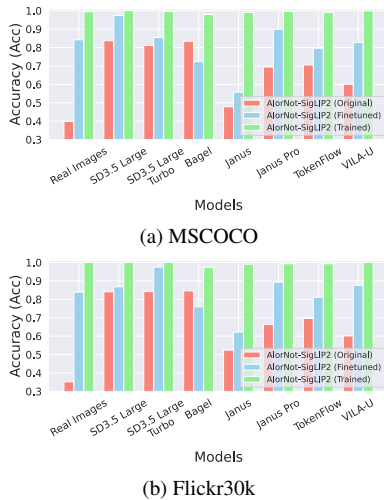 Accuracy (Acc)
1.0
0.9
0.8
0.7
0.6
0.5
0.4
0.3
AIorNot-SigLIP2 (Original)
AIorNot-SigLIP2 (Finetuned)
AIorNot-SigLIP2 (Trained)
Real Images
SD3.5 Large
SD3.5 Large Turbo
Bagel
Janus
Janus Pro
TokenFlow
VILA-U
Models
(a) MSCOCO
Accuracy (Acc)
1.0
0.9
0.8
0.7
0.6
0.5
0.4
0.3
AIorNot-SigLIP2 (Original)
AIorNot-SigLIP2 (Finetuned)
AIorNot-SigLIP2 (Trained)
Real Images
SD3.5 Large
SD3.5 Large Turbo
Bagel
Janus
Janus Pro
TokenFlow
VILA-U
Models
(b) Flickr30k